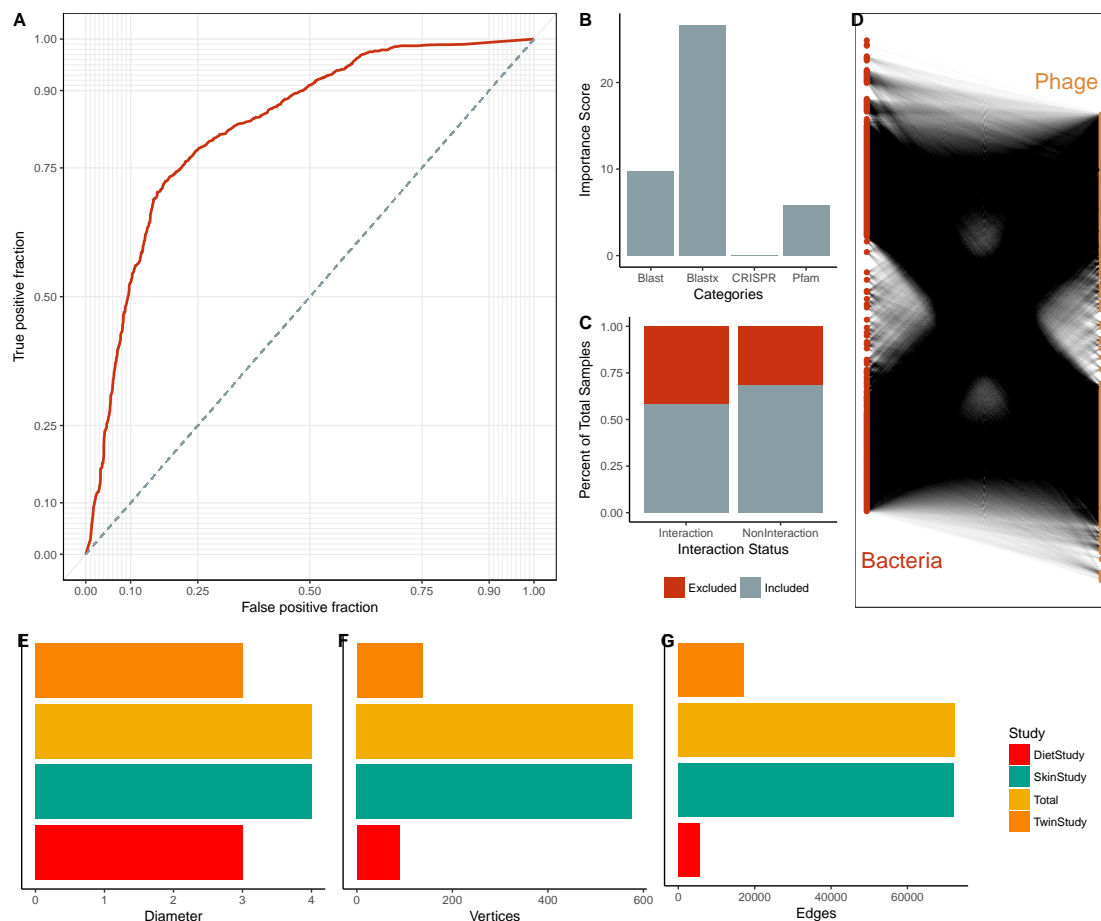 A
1.00
0.90
0.75
0.50
0.25
0.10
0.00
True positive fraction
0.00 0.10 0.25 0.50 0.75 0.90 1.00
False positive fraction
B
20
10
0
Importance Score
Blast Blastx CRISPR Pfam
Categories
C
1.00
0.75
0.50
0.25
0.00
Percent of Total Samples
Interaction NonInteraction
Interaction Status
Excluded Included
D
Phage
Bacteria
E
0 1 2 3 4
Diameter
F
0 200 400 600
Vertices
G
0 20000 40000 60000
Edges
Study
DietStudy
SkinStudy
Total
TwinStudy